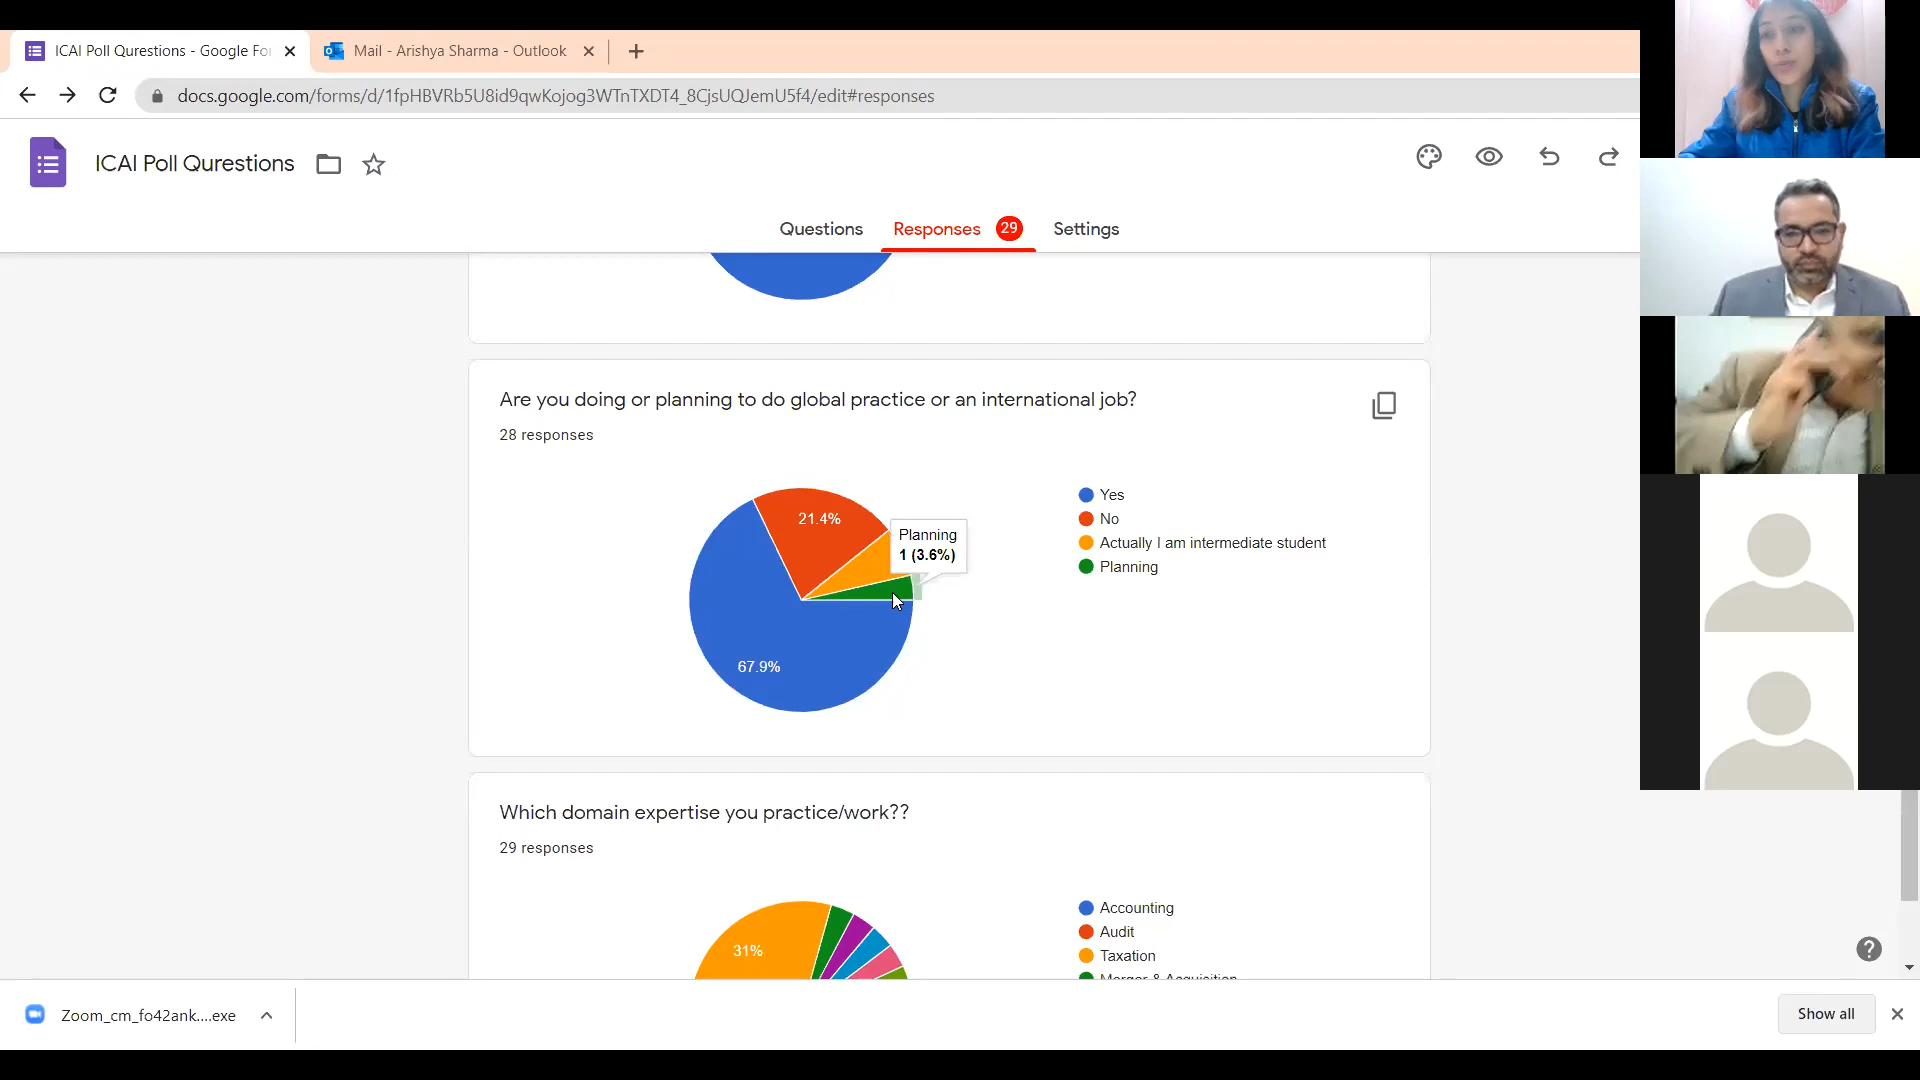 ICAI Poll Qurestions - Google Fo
Mail - Arishya Sharma - Outlook
docs.google.com/forms/d/1fpHBVRb5U8id9qwKojog3WTnTXDT4_8CjsUQJemU5f4/edit#responses
ICAI Poll Qurestions
Questions
Responses 29
Settings
Are you doing or planning to do global practice or an international job?
28 responses
21.4%
67.9%
Planning
1 (3.6%)
Yes
No
Actually I am intermediate student
Planning
Which domain expertise you practice/work??
29 responses
31%
Accounting
Audit
Taxation
Merger & Acquisition
Zoom_cm_fo42ank....exe
Show all